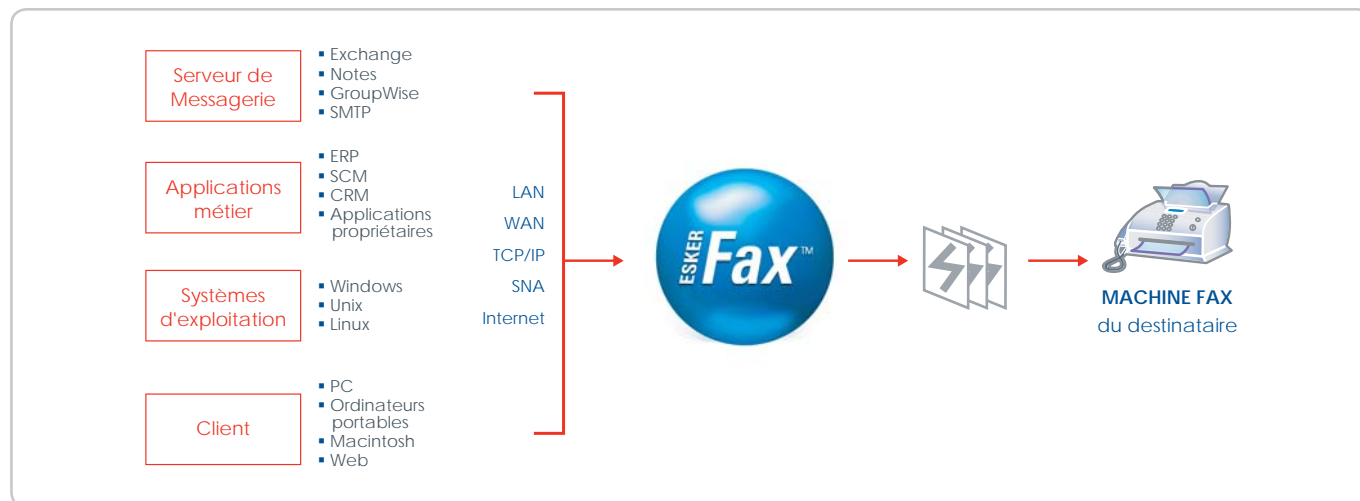 Serveur de
Messagerie
▪ Exchange
▪ Notes
▪ GroupWise
▪ SMTP
Applications
métier
▪ ERP
▪ SCM
▪ CRM
▪ Applications
propriétaires
Systèmes
d'exploitation
▪ Windows
▪ Unix
▪ Linux
Client
▪ PC
▪ Ordinateurs
portables
▪ Macintosh
▪ Web
LAN
WAN
TCP/IP
SNA
Internet
ESKER Fax™
MACHINE FAX
du destinataire